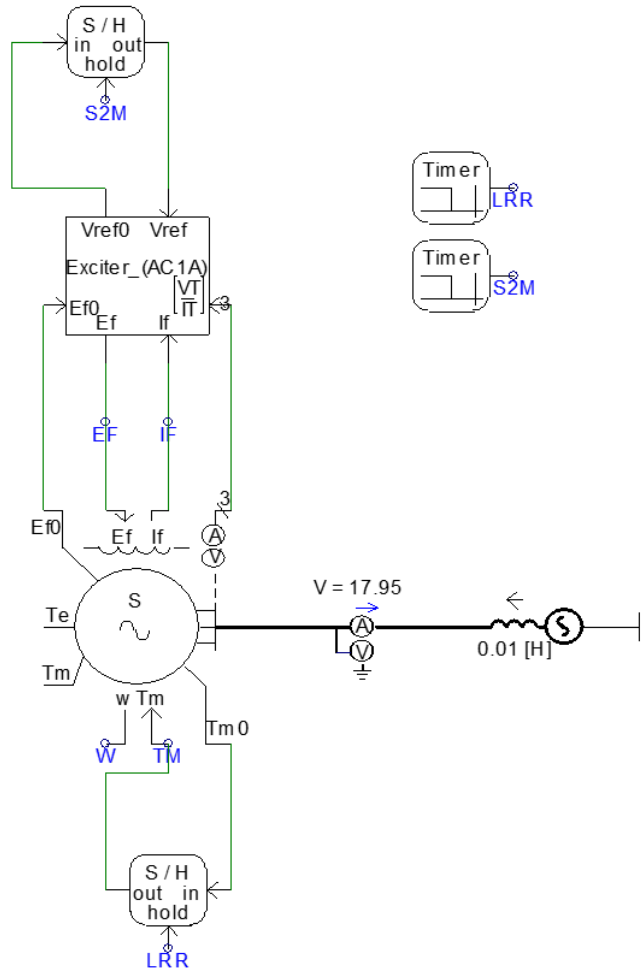 S / H
in out
hold
S2M
Timer
LRR
Vref0 Vref
Exciter_(AC1A)
VT
IT
3
Ef0
Ef If
Timer
S2M
EF IF
3
Ef0
Ef If
A
V
S
V = 17.95
Te
A
V
0.01 [H]
Tm
w Tm
Tm0
W TM
S / H
out in
hold
LRR